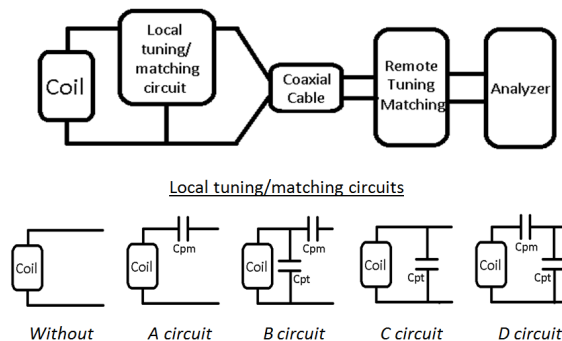 Local
tuning/
matching
circuit
Coil
Coaxial
Cable
Remote
Tuning
Matching
Analyzer
Local tuning/matching circuits
Coil
Coil
Cpm
Coil
Cpm
Cpt
Coil
Cpt
Coil
Cpm
Cpt
Without
A circuit
B circuit
C circuit
D circuit